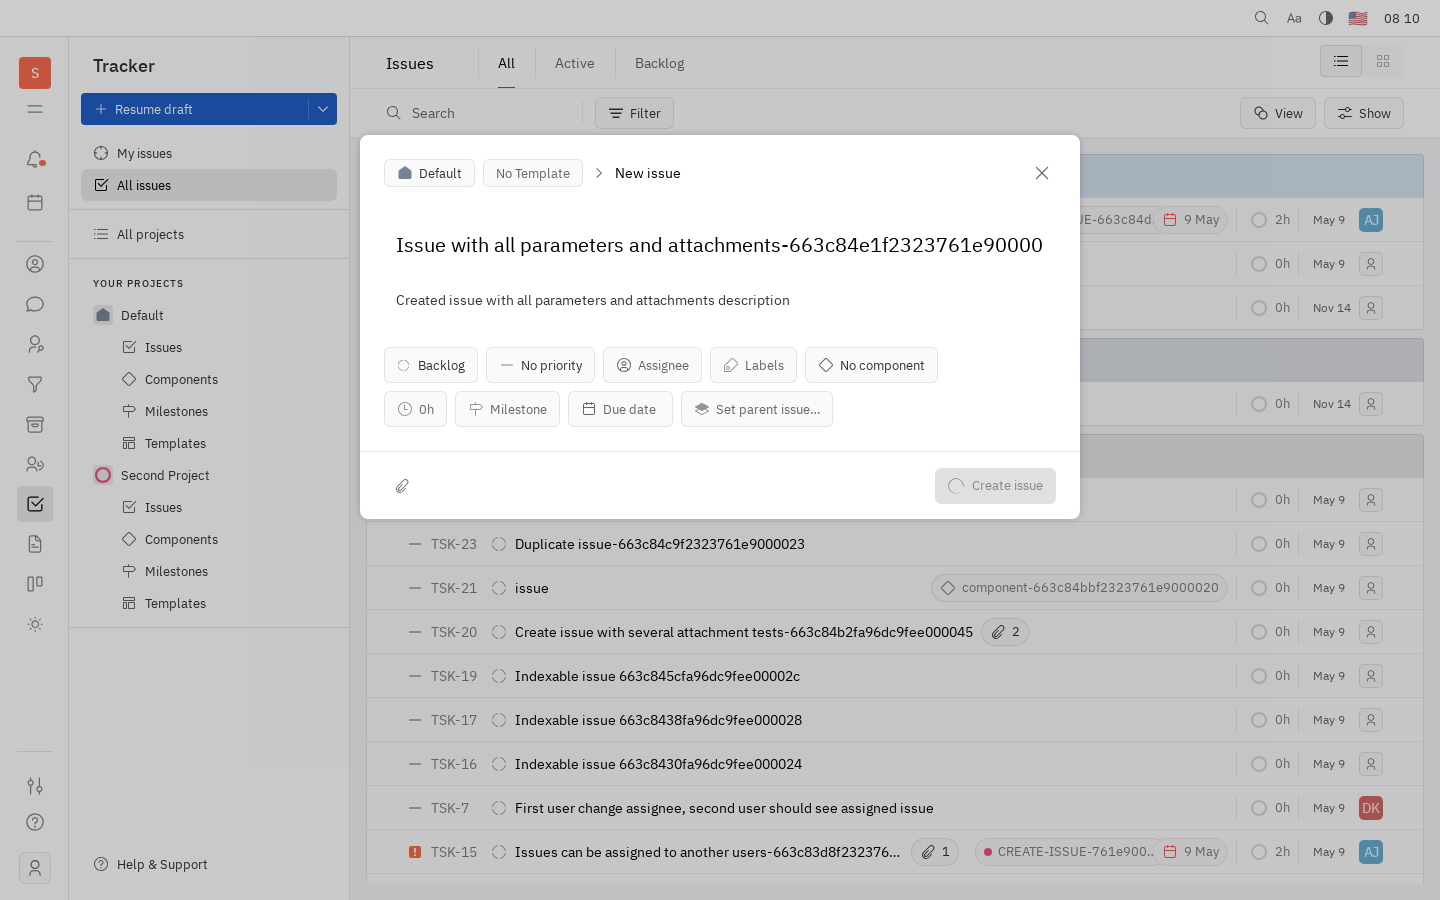 Aa 08 10
S
Tracker
Resume draft
My issues
All issues
All projects
YOUR PROJECTS
Default
Issues
Components
Milestones
Templates
Second Project
Issues
Components
Milestones
Templates
Help & Support
Issues All Active Backlog
Search Filter View Show
Default No Template New issue
Issue with all parameters and attachments-663c84e1f2323761e90000
Created issue with all parameters and attachments description
Backlog No priority Assignee Labels No component
0h Milestone Due date Set parent issue...
Create issue
UE-663c84d. 9 May 2h May 9 AJ
0h May 9
0h Nov 14
0h Nov 14
0h May 9
TSK-23 Duplicate issue-663c84c9f2323761e9000023 0h May 9
TSK-21 issue component-663c84bbf2323761e9000020 0h May 9
TSK-20 Create issue with several attachment tests-663c84b2fa96dc9fee000045 2 0h May 9
TSK-19 Indexable issue 663c845cfa96dc9fee00002c 0h May 9
TSK-17 Indexable issue 663c8438fa96dc9fee000028 0h May 9
TSK-16 Indexable issue 663c8430fa96dc9fee000024 0h May 9
TSK-7 First user change assignee, second user should see assigned issue 0h May 9 DK
TSK-15 Issues can be assigned to another users-663c83d8f232376... 1 CREATE-ISSUE-761e900.. 9 May 2h May 9 AJ